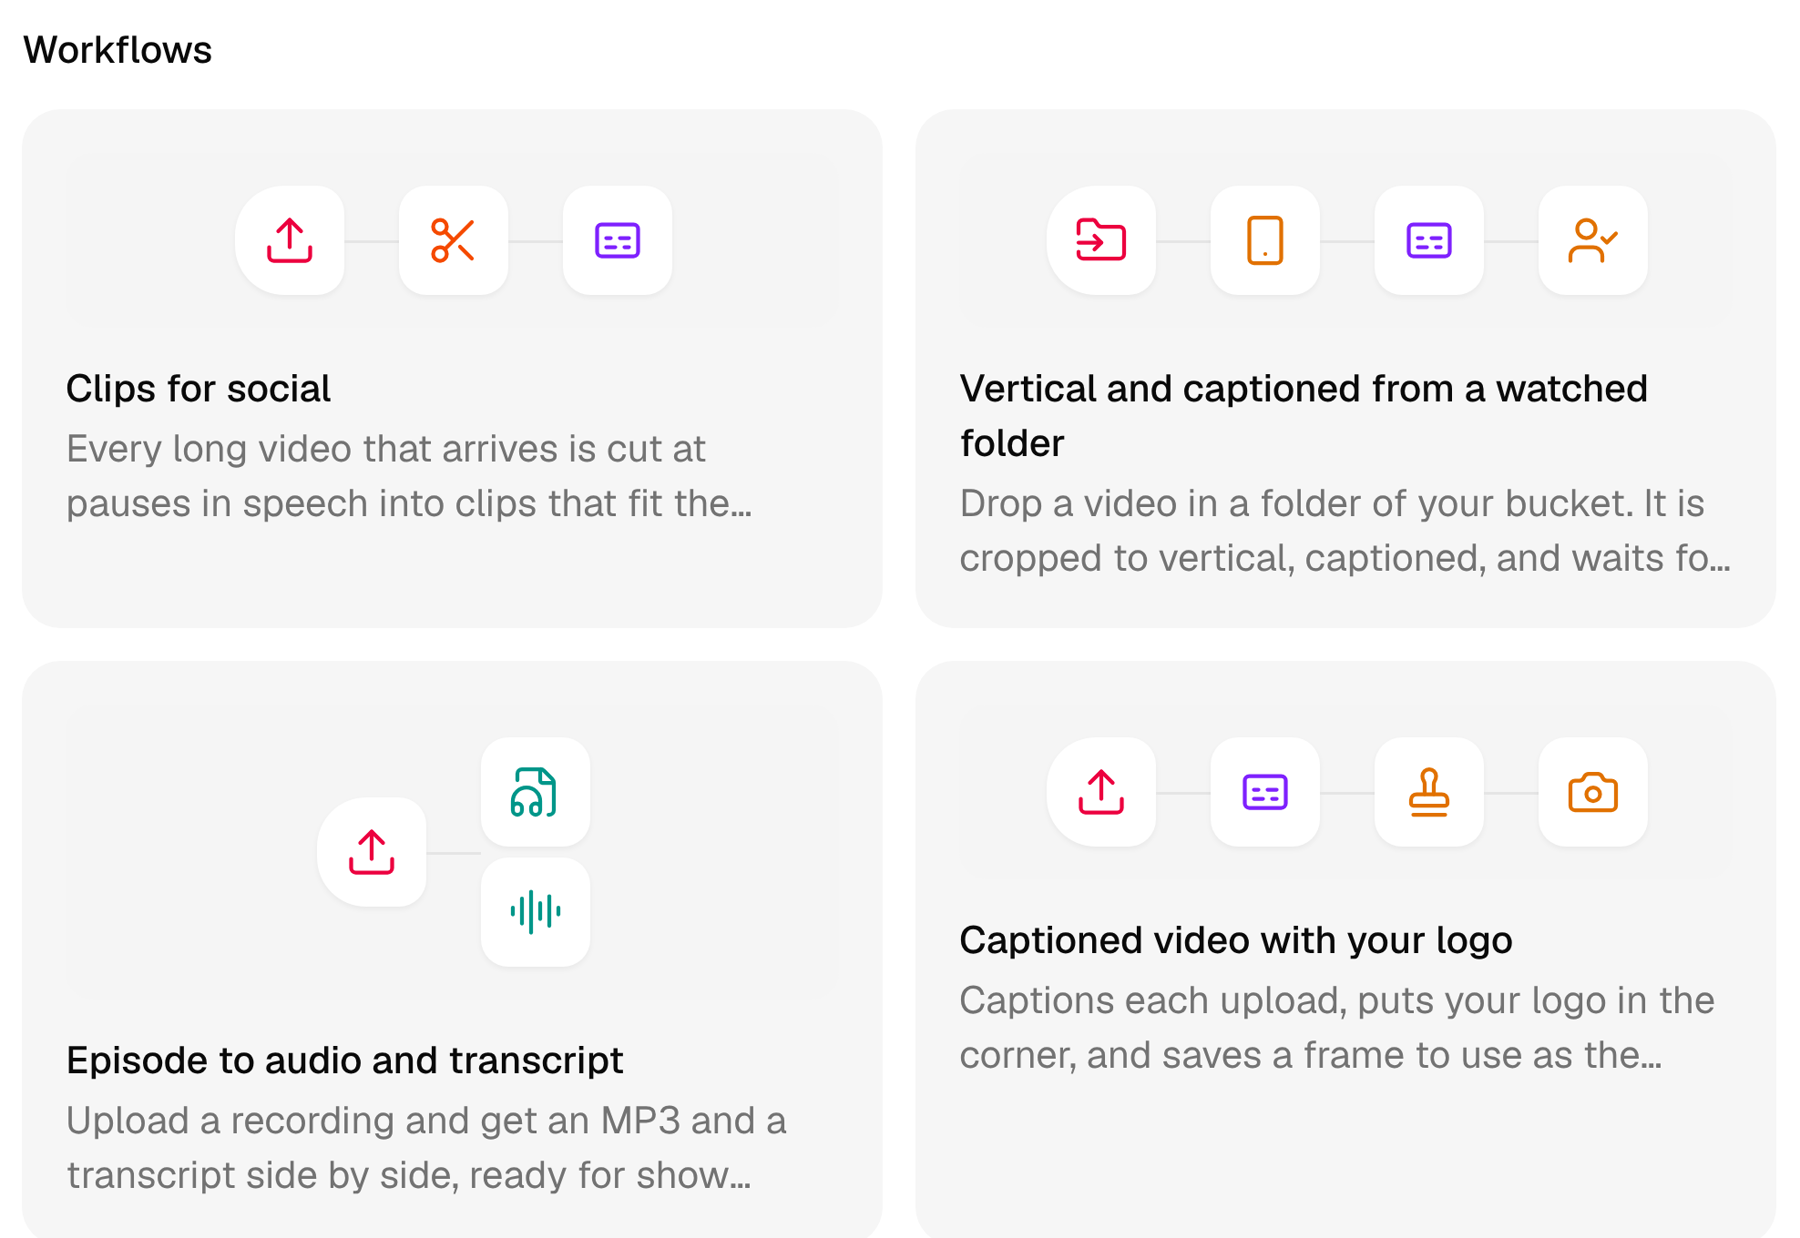 Workflows
Clips for social
Every long video that arrives is cut at
pauses in speech into clips that fit the…
Vertical and captioned from a watched
folder
Drop a video in a folder of your bucket. It is
cropped to vertical, captioned, and waits fo…
Episode to audio and transcript
Upload a recording and get an MP3 and a
transcript side by side, ready for show…
Captioned video with your logo
Captions each upload, puts your logo in the
corner, and saves a frame to use as the…